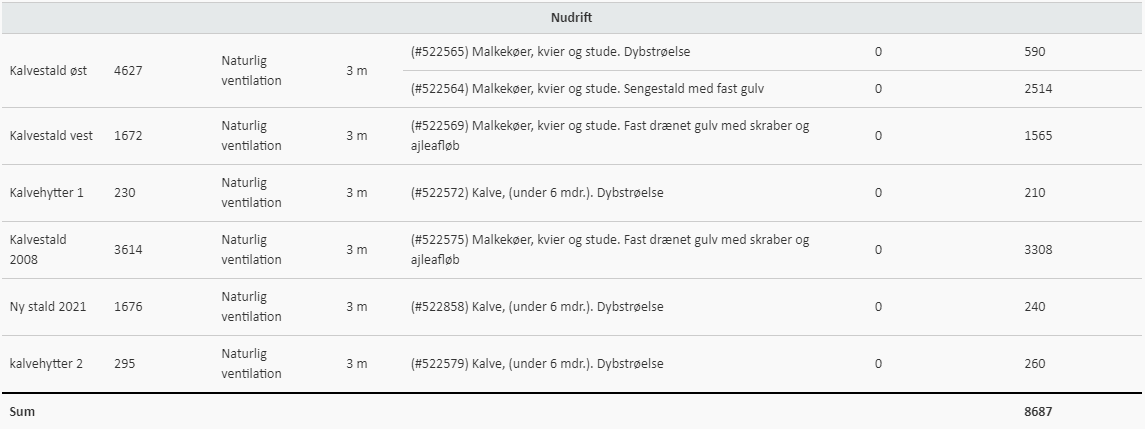 Nudrift
Kalvestald øst 4627 Naturlig ventilation 3 m (#522565) Malkekøer, kvier og stude. Dybstrøelse 0 590
(#522564) Malkekøer, kvier og stude. Sengestald med fast gulv 0 2514
Kalvestald vest 1672 Naturlig ventilation 3 m (#522569) Malkekøer, kvier og stude. Fast drænet gulv med skraber og ajleafløb 0 1565
Kalvehytter 1 230 Naturlig ventilation 3 m (#522572) Kalve, (under 6 mdr.). Dybstrøelse 0 210
Kalvestald 2008 3614 Naturlig ventilation 3 m (#522575) Malkekøer, kvier og stude. Fast drænet gulv med skraber og ajleafløb 0 3308
Ny stald 2021 1676 Naturlig ventilation 3 m (#522858) Kalve, (under 6 mdr.). Dybstrøelse 0 240
kalvehytter 2 295 Naturlig ventilation 3 m (#522579) Kalve, (under 6 mdr.). Dybstrøelse 0 260
Sum 8687